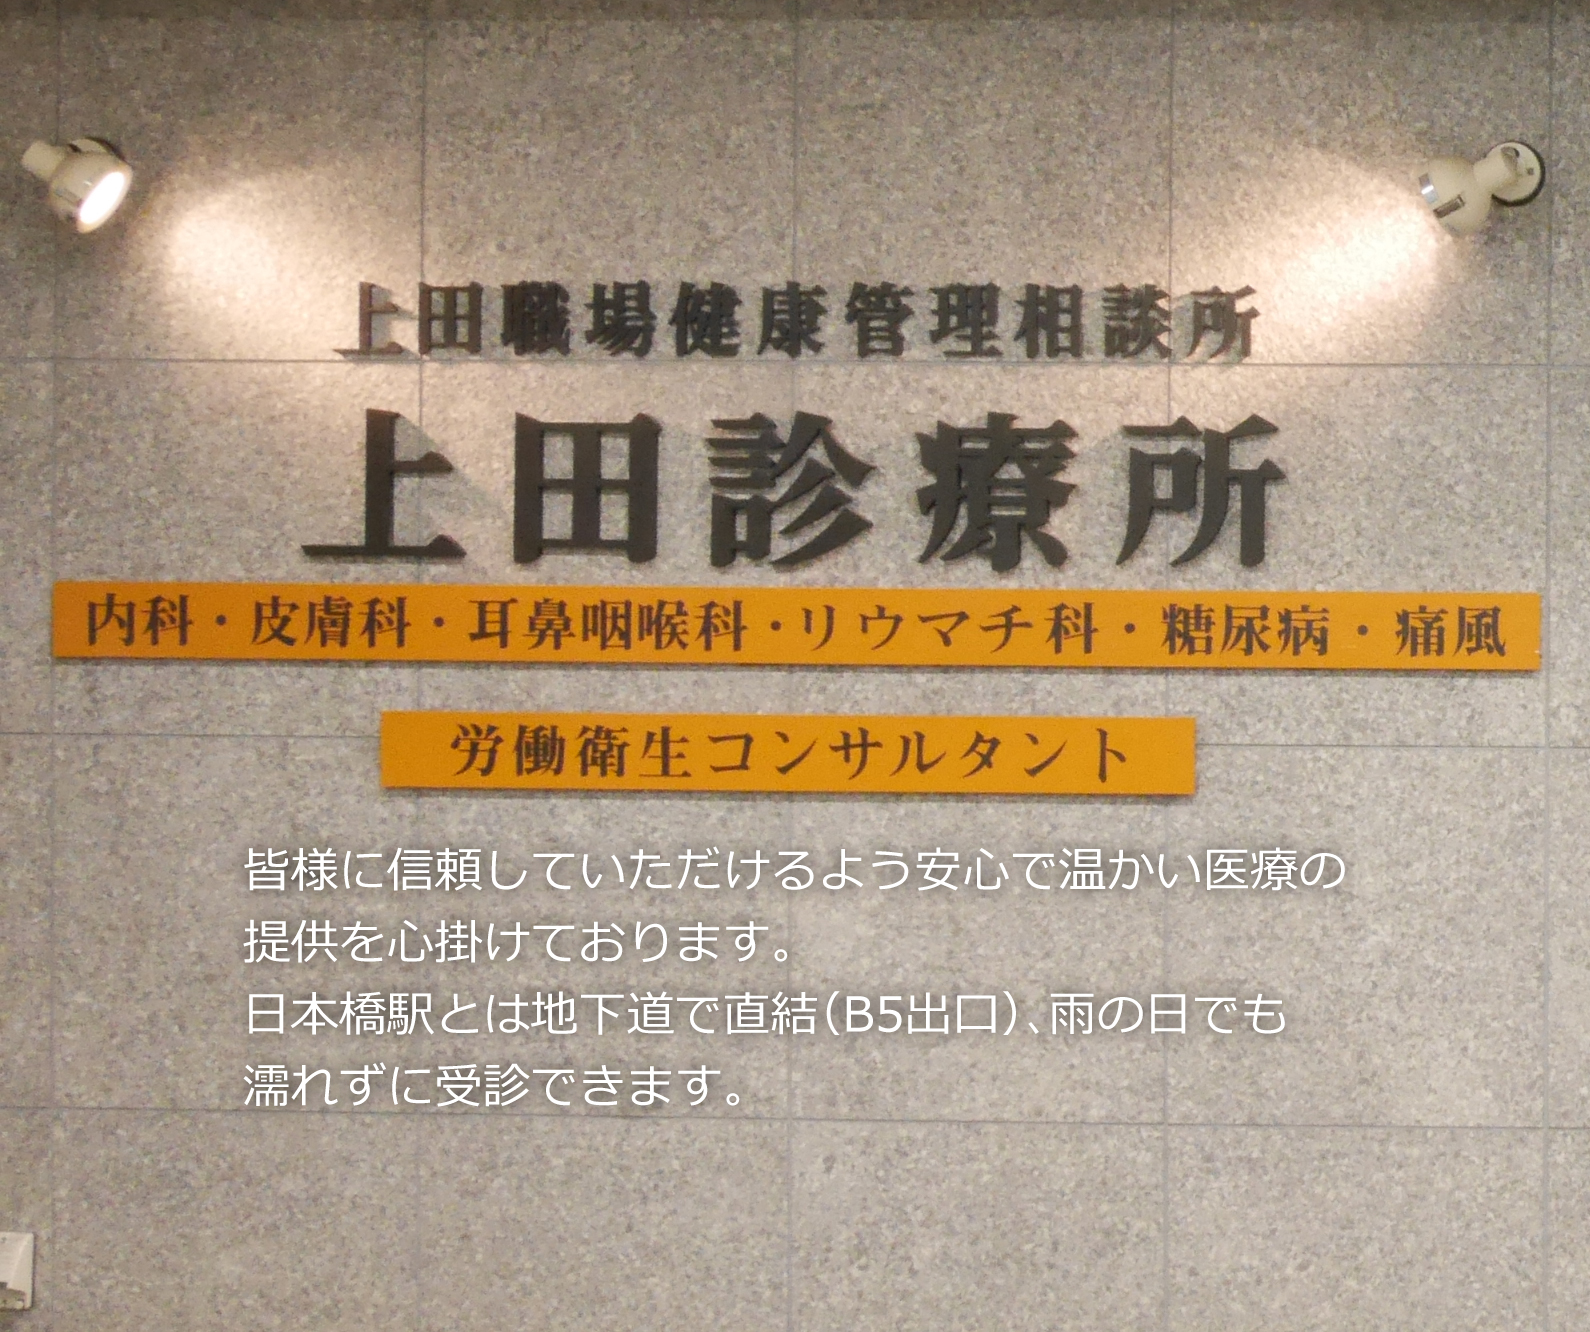 上田職場健康管理相談所
上田診療所
内科・皮膚科・耳鼻咽喉科・リウマチ科・糖尿病・痛風
労働衛生コンサルタント
皆様に信頼していただけるよう安心で温かい医療の
提供を心掛けております。
日本橋駅とは地下道で直結(B5出口)、雨の日でも
濡れずに受診できます。